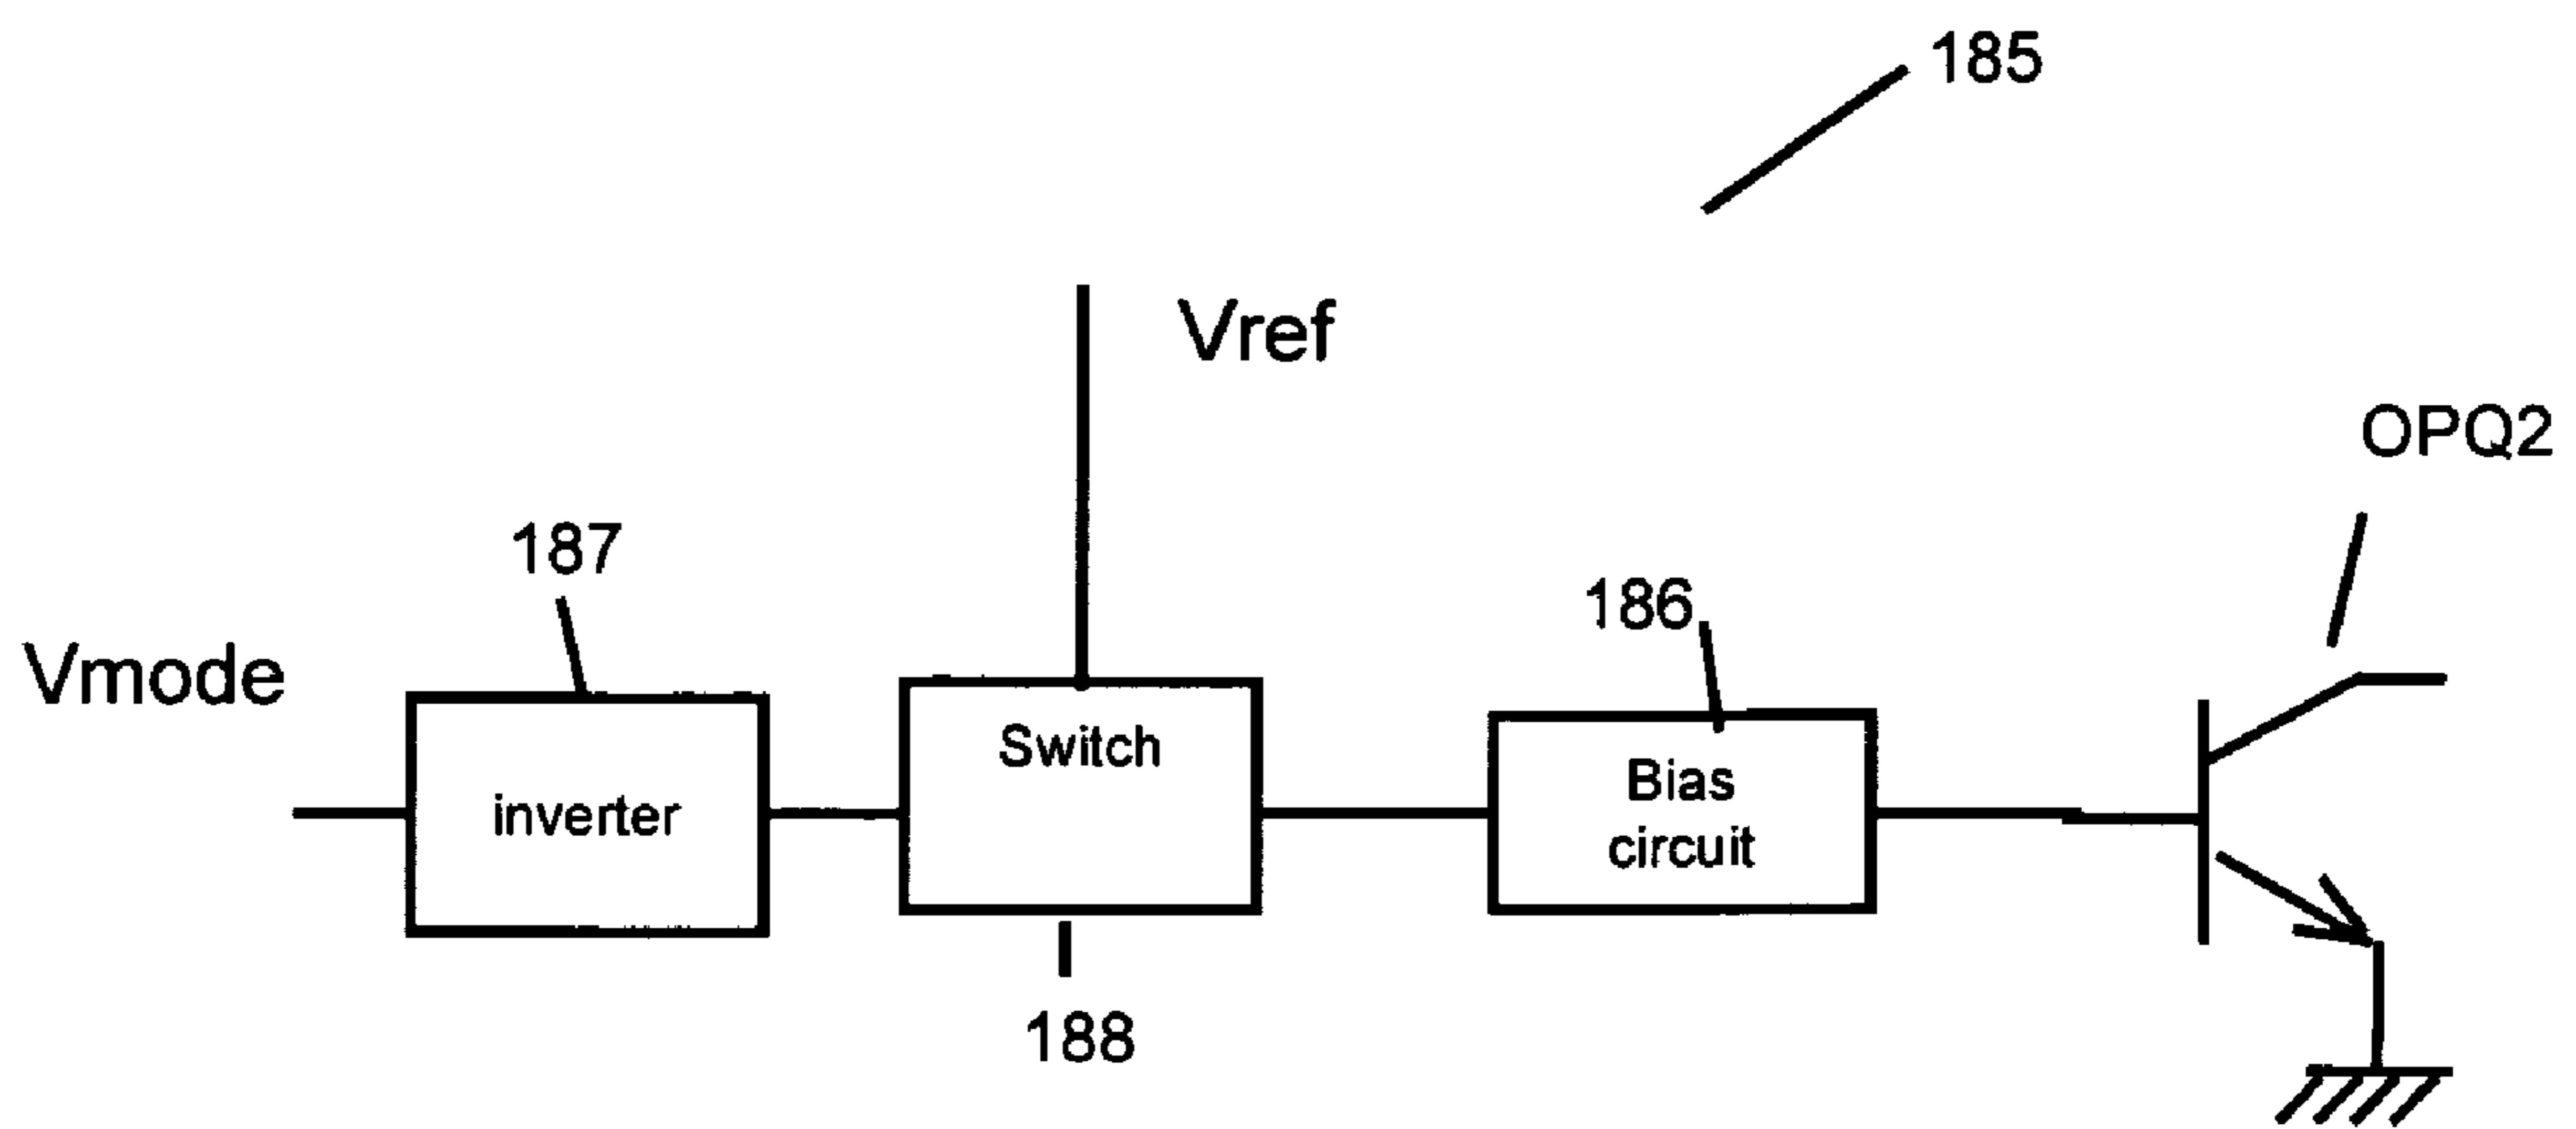 185
Vref
OPQ2
187
186
Vmode
Switch
inverter
Bias
circuit
188